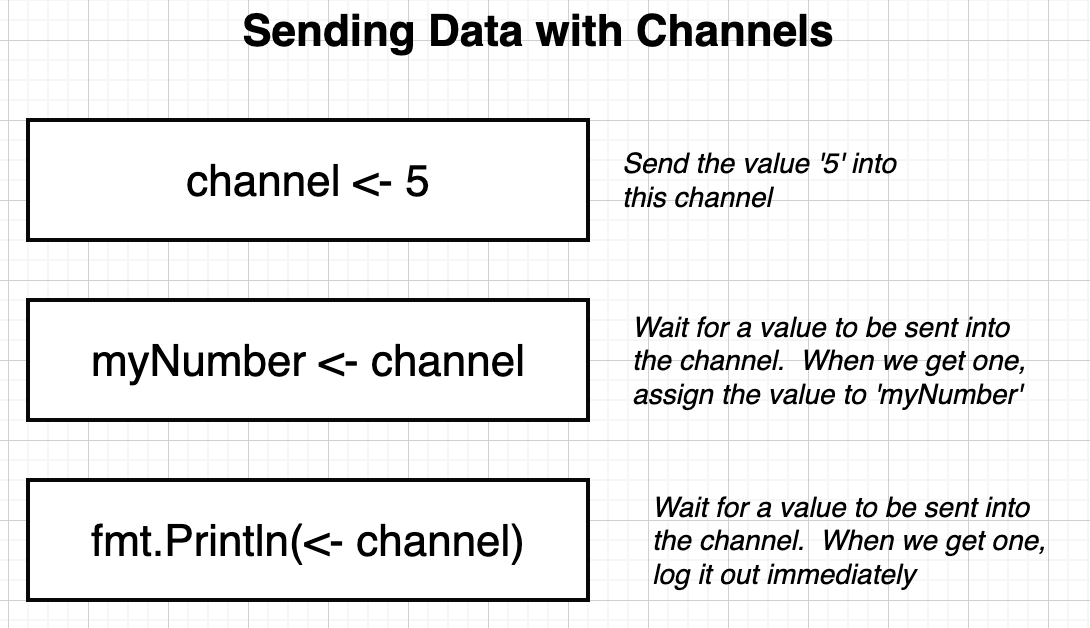 Sending Data with Channels
channel <- 5
Send the value '5' into
this channel
myNumber <- channel
Wait for a value to be sent into
the channel.  When we get one,
assign the value to 'myNumber'
fmt.Println(<- channel)
Wait for a value to be sent into
the channel.  When we get one,
log it out immediately